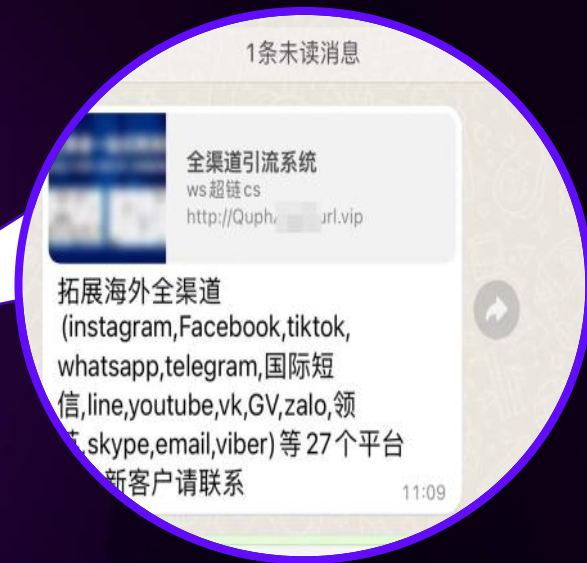 1条未读消息
全渠道引流系统
ws超链cs
http://Quph. url.vip
拓展海外全渠道
(instagram,Facebook,tiktok,
whatsapp,telegram,国际短
信,line,youtube,vk,GV,zalo,领
,skype,email,viber)等27个平台
新客户请联系
11:09